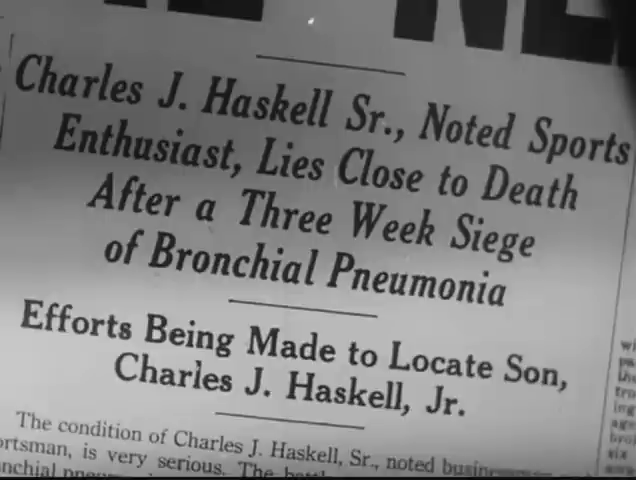 NE
Charles J. Haskell Sr., Noted Sports
Enthusiast, Lies Close to Death
After a Three Week Siege
of Bronchial Pneumonia
Efforts Being Made to Locate Son,
Charles J. Haskell, Jr.
The condition of Charles J. Haskell, Sr., noted
is very serious. The